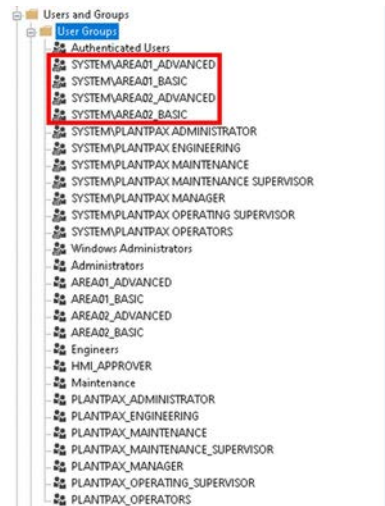 Users and Groups
User Groups
Authenticated Users
SYSTEM\AREA01_ADVANCED
SYSTEM\AREA01_BASIC
SYSTEM\AREA02_ADVANCED
SYSTEM\AREA02_BASIC
SYSTEM\PLANTPAX ADMINISTRATOR
SYSTEM\PLANTPAX ENGINEERING
SYSTEM\PLANTPAX MAINTENANCE
SYSTEM\PLANTPAX MAINTENANCE SUPERVISOR
SYSTEM\PLANTPAX MANAGER
SYSTEM\PLANTPAX OPERATING SUPERVISOR
SYSTEM\PLANTPAX OPERATORS
Windows Administrators
Administrators
AREA01_ADVANCED
AREA01_BASIC
AREA02_ADVANCED
AREA02_BASIC
Engineers
HMI_APPROVER
Maintenance
PLANTPAX_ADMINISTRATOR
PLANTPAX_ENGINEERING
PLANTPAX_MAINTENANCE
PLANTPAX_MAINTENANCE_SUPERVISOR
PLANTPAX_MANAGER
PLANTPAX_OPERATING_SUPERVISOR
PLANTPAX_OPERATORS